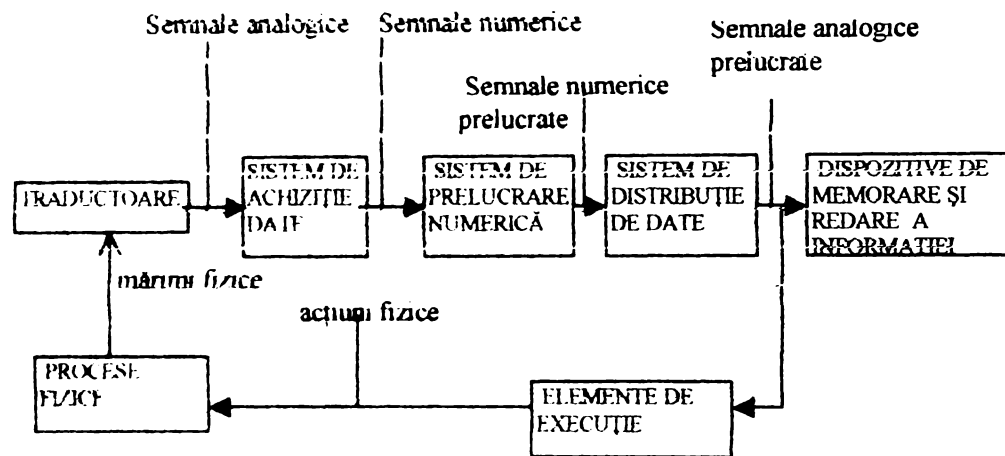 Semnale analogice
Semnale numerice
Semnale analogice
prelucrate
Semnale numerice
prelucrate
TRADUCTOARE
SISTEM DE
ACHIZIȚIE
DATE
SISTEM DE
PRELUCRARE
NUMERICĂ
SISTEM DE
DISTRIBUȚIE
DE DATE
DISPOZITIVE DE
MEMORARE ȘI
REDARE A
INFORMAȚIEI
mărimi fizice
acțiuni fizice
PROCESE
FIZICE
ELEMENTE DE
EXECUȚIE